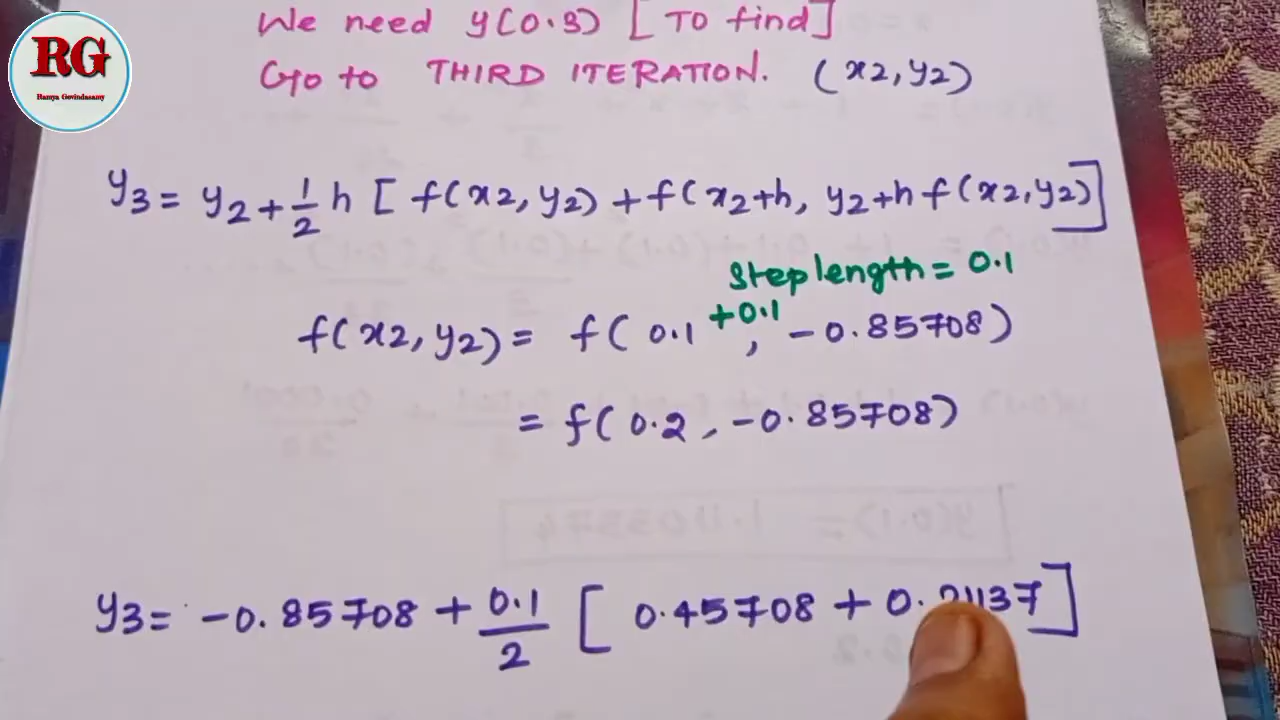 RG
Ramya Govindasamy
We need y(0.3) [To find]
Go to THIRD ITERATION. (x2, y2)
y3 = y2 + 1/2 h [ f(x2, y2) + f(x2+h, y2+h f(x2, y2) ]
Step length = 0.1
f(x2, y2) = f( 0.1 +0.1 , -0.85708)
= f( 0.2 , -0.85708)
y3 = -0.85708 + 0.1/2 [ 0.45708 + ]